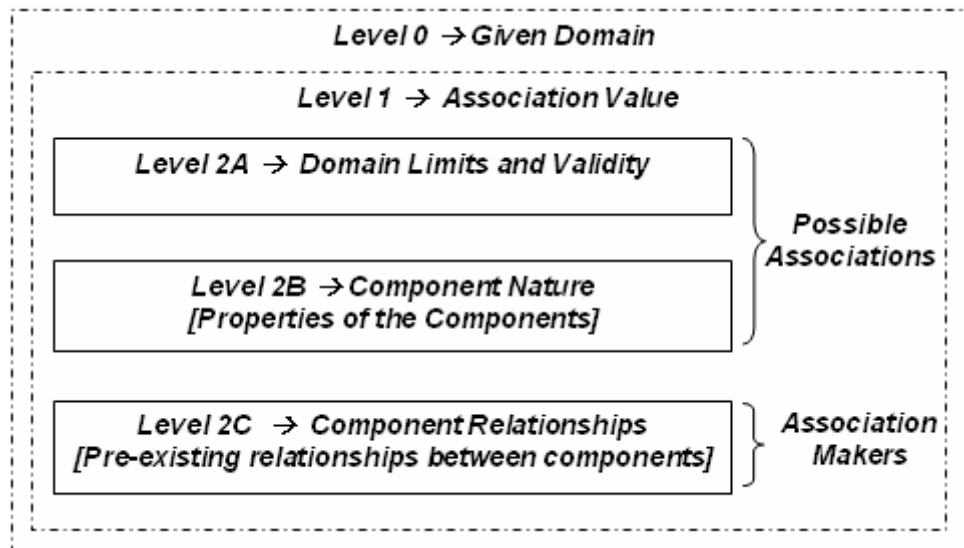 Level 0 → Given Domain
Level 1 → Association Value
Level 2A → Domain Limits and Validity
Possible
Associations
Level 2B → Component Nature
[Properties of the Components]
Level 2C → Component Relationships
[Pre-existing relationships between components]
Association
Makers